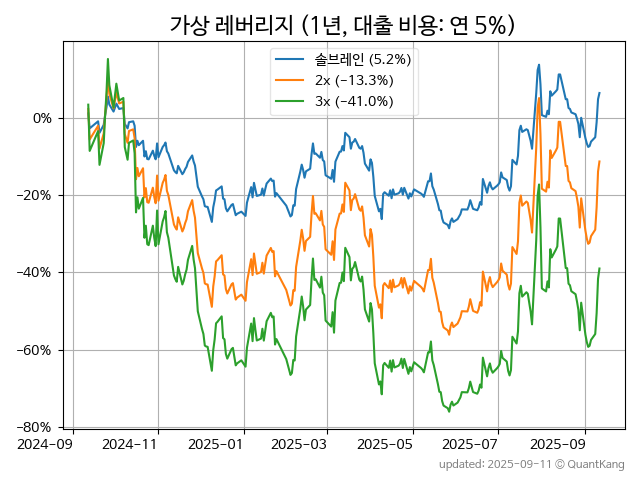 가상 레버리지 (1년, 대출 비용: 연 5%)
솔브레인 (5.2%)
2x (−13.3%)
3x (−41.0%)
0%
−20%
−40%
−60%
−80%
2024−09 2024−11 2025−01 2025−03 2025−05 2025−07 2025−09
updated: 2025-09-11 © QuantKang